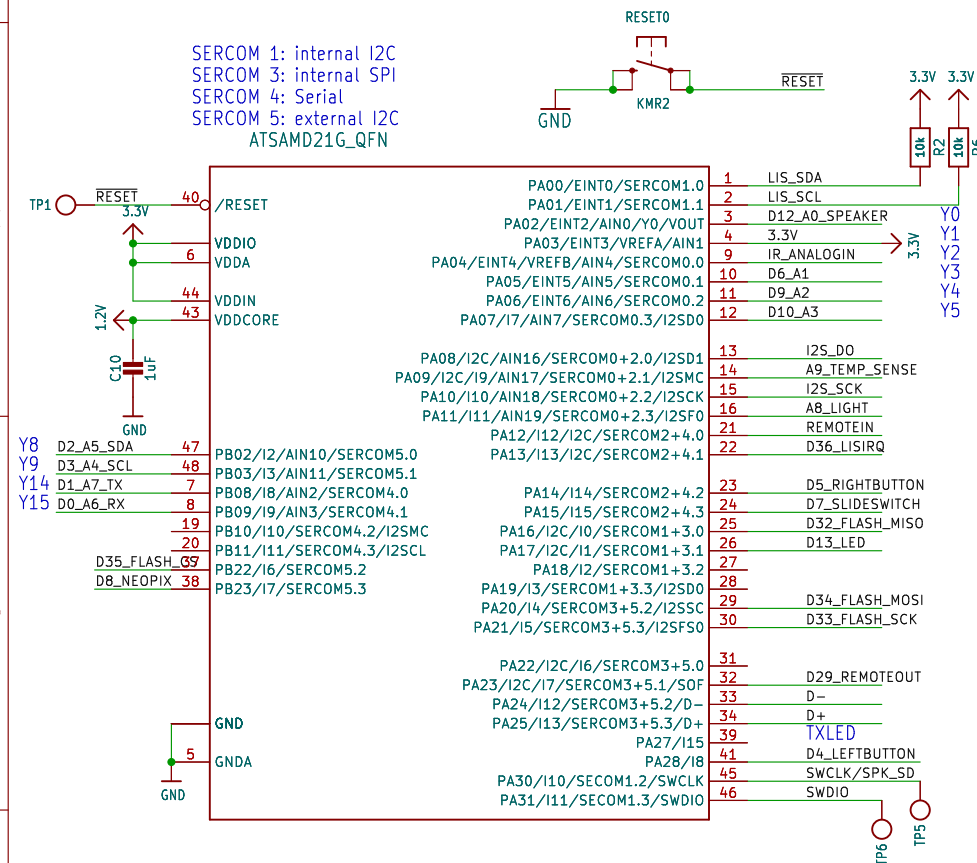 RESET0
SERCOM 1: internal I2C
SERCOM 3: internal SPI
SERCOM 4: Serial
SERCOM 5: external I2C
ATSAMD21G_QFN
GND
KMR2
RESET
3.3V
3.3V
10k
R2
10k
TP1
RESET
40
/RESET
3.3V
VDDIO
6
VDDA
44
VDDIN
1.2V
43
VDDCORE
C10
1uF
GND
Y8
D2_A5_SDA
47
PB02/I2/AIN10/SERCOM5.0
Y9
D3_A4_SCL
48
PB03/I3/AIN11/SERCOM5.1
Y14
D1_A7_TX
7
PB08/I8/AIN2/SERCOM4.0
Y15
D0_A6_RX
8
PB09/I9/AIN3/SERCOM4.1
19
PB10/I10/SERCOM4.2/I2SMC
20
PB11/I11/SERCOM4.3/I2SCL
D35_FLASH_CS
37
PB22/I6/SERCOM5.2
D8_NEOPIX
38
PB23/I7/SERCOM5.3
GND
5
GNDA
GND
PA00/EINT0/SERCOM1.0
1
LIS_SDA
PA01/EINT1/SERCOM1.1
2
LIS_SCL
PA02/EINT2/AIN0/Y0/VOUT
3
D12_A0_SPEAKER
Y0
PA03/EINT3/VREFA/AIN1
4
3.3V
3.3V
Y1
PA04/EINT4/VREFB/AIN4/SERCOM0.0
9
IR_ANALOGIN
Y2
PA05/EINT5/AIN5/SERCOM0.1
10
D6_A1
Y3
PA06/EINT6/AIN6/SERCOM0.2
11
D9_A2
Y4
PA07/I7/AIN7/SERCOM0.3/I2SD0
12
D10_A3
Y5
PA08/I2C/AIN16/SERCOM0+2.0/I2SD1
13
I2S_DO
PA09/I2C/I9/AIN17/SERCOM0+2.1/I2SMC
14
A9_TEMP_SENSE
PA10/I10/AIN18/SERCOM0+2.2/I2SCK
15
I2S_SCK
PA11/I11/AIN19/SERCOM0+2.3/I2SF0
16
A8_LIGHT
PA12/I12/I2C/SERCOM2+4.0
21
REMOTEIN
PA13/I13/I2C/SERCOM2+4.1
22
D36_LISIRQ
PA14/I14/SERCOM2+4.2
23
D5_RIGHTBUTTON
PA15/I15/SERCOM2+4.3
24
D7_SLIDESWITCH
PA16/I2C/I0/SERCOM1+3.0
25
D32_FLASH_MISO
PA17/I2C/I1/SERCOM1+3.1
26
D13_LED
PA18/I2/SERCOM1+3.2
27
PA19/I3/SERCOM1+3.3/I2SD0
28
PA20/I4/SERCOM3+5.2/I2SSC
29
D34_FLASH_MOSI
PA21/I5/SERCOM3+5.3/I2SFS0
30
D33_FLASH_SCK
PA22/I2C/I6/SERCOM3+5.0
31
PA23/I2C/I7/SERCOM3+5.1/SOF
32
D29_REMOTEOUT
PA24/I12/SERCOM3+5.2/D-
33
D-
PA25/I13/SERCOM3+5.3/D+
34
D+
PA27/I15
39
TXLED
PA28/I8
41
D4_LEFTBUTTON
PA30/I10/SECOM1.2/SWCLK
45
SWCLK/SPK_SD
PA31/I11/SECOM1.3/SWDIO
46
SWDIO
TP6
TP5